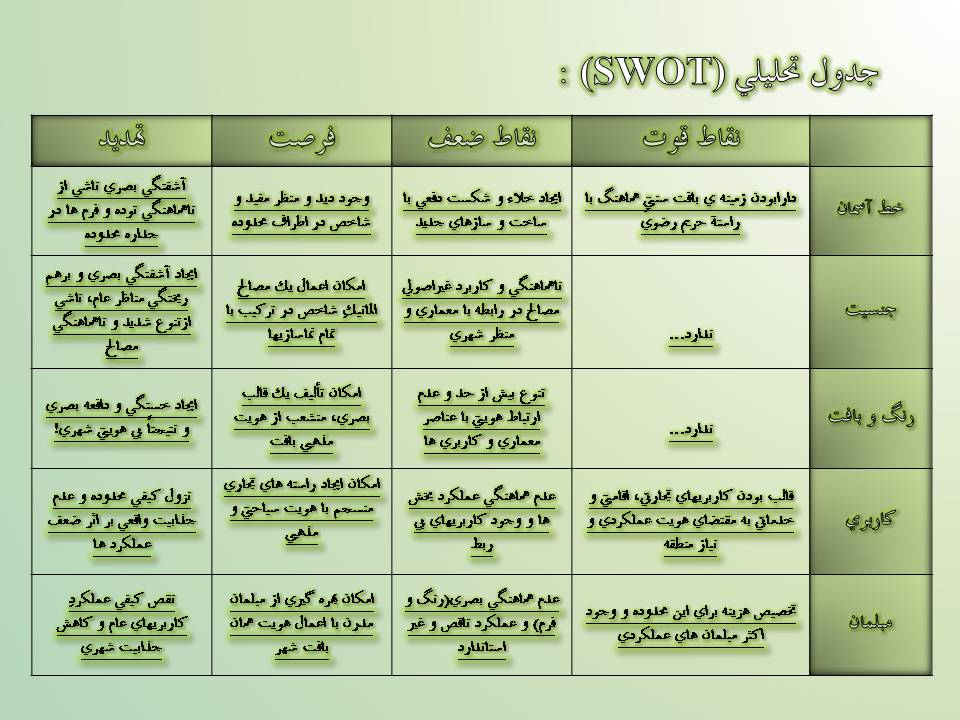 جدول تحليلي (SWOT) :
نقاط قوت
نقاط ضعف
فرصت
تهديد
خط آسمان
دارابودن زمينه ي بافت سنتي هماهنگ با
راستة حريم رضوي
ايجاد خلاء و شكست دفعي با
ساخت و سازهاي جديد
وجود ديد و منظر مفيد و
شاخص در اطراف محدوده
آشفتگي بصري ناشي از
ناهماهنگي توده و فرم ها در
جداره محدوده
جنسيت
ندارد...
ناهماهنگي و كاربرد غيراصولي
مصالح در رابطه با معماري و
منظر شهري
امكان اعمال يك مصالح
المانيكِ شاخص در تركيب با
تمام نماسازيها
ايجاد آشفتگي بصري و برهم
ريختگي مناظر عام، ناشي
ازتنوع شديد و ناهماهنگي
مصالح
رنگ و بافت
ندارد...
تنوع بيش از حد و عدم
ارتباط هويتي با عناصر
معماري و كاربري ها
امكان تأليف يك قالب
بصري، منشعب از هويت
مذهبي بافت
ايجاد خستگي و دافعه بصري
و نتيجتاً بي هويتي شهري!
كاربري
قالب بودن كاربريهاي تجارتي، اقامتي و
خدماتي به مقتضاي هويت عملكردي و
نياز منطقه
عدم هماهنگي عملكرد بخش
ها و وجود كاربريهاي بي
ربط
امكان ايجاد راسته هاي تجاري
منسجم با هويت سياحتي و
مذهبي
نزول كيفي محدوده و عدم
جذابيت واقعي بر اثر ضعف
عملكرد ها
مبلمان
تخصيص هزينه براي اين محدوده و وجود
اكثر مبلمان هاي عملكردي
عدم هماهنگي بصري(رنگ و
فرم) و عملكرد ناقص و غير
استاندارد
امكان بهره گيري از مبلمان
مدرن با اعمال هويت همان
بافت شهر
نقص كيفي عملكردِ
كاربريهاي عام و كاهش
جذابيت شهري